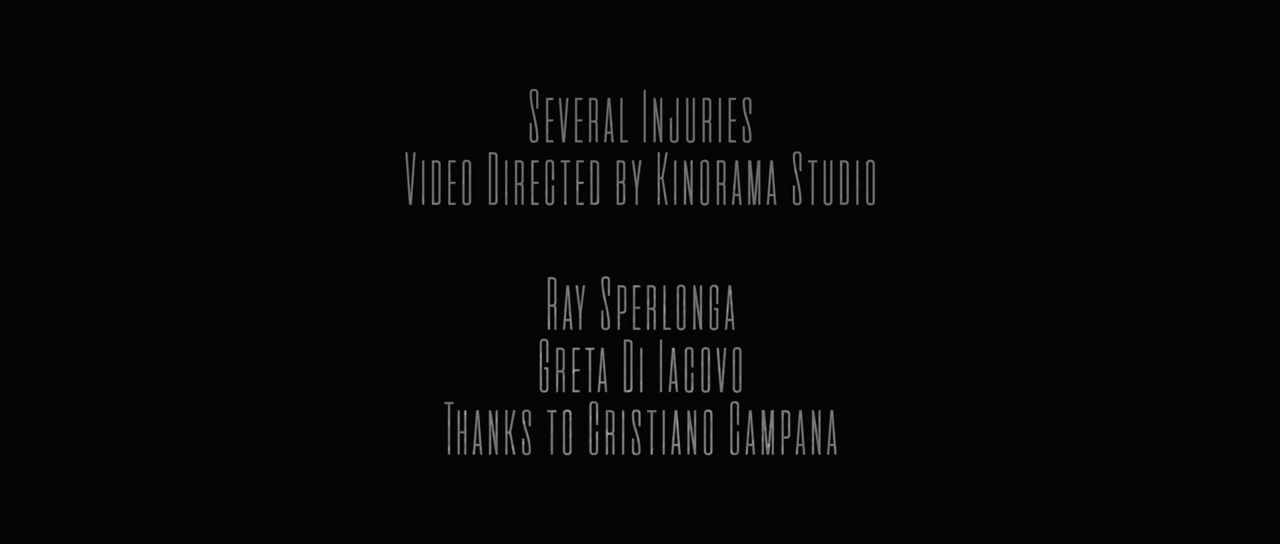 Several Injuries
Video Directed by Kinorama Studio
Ray Sperlonga
Greta Di Iacovo
Thanks to Cristiano Campana